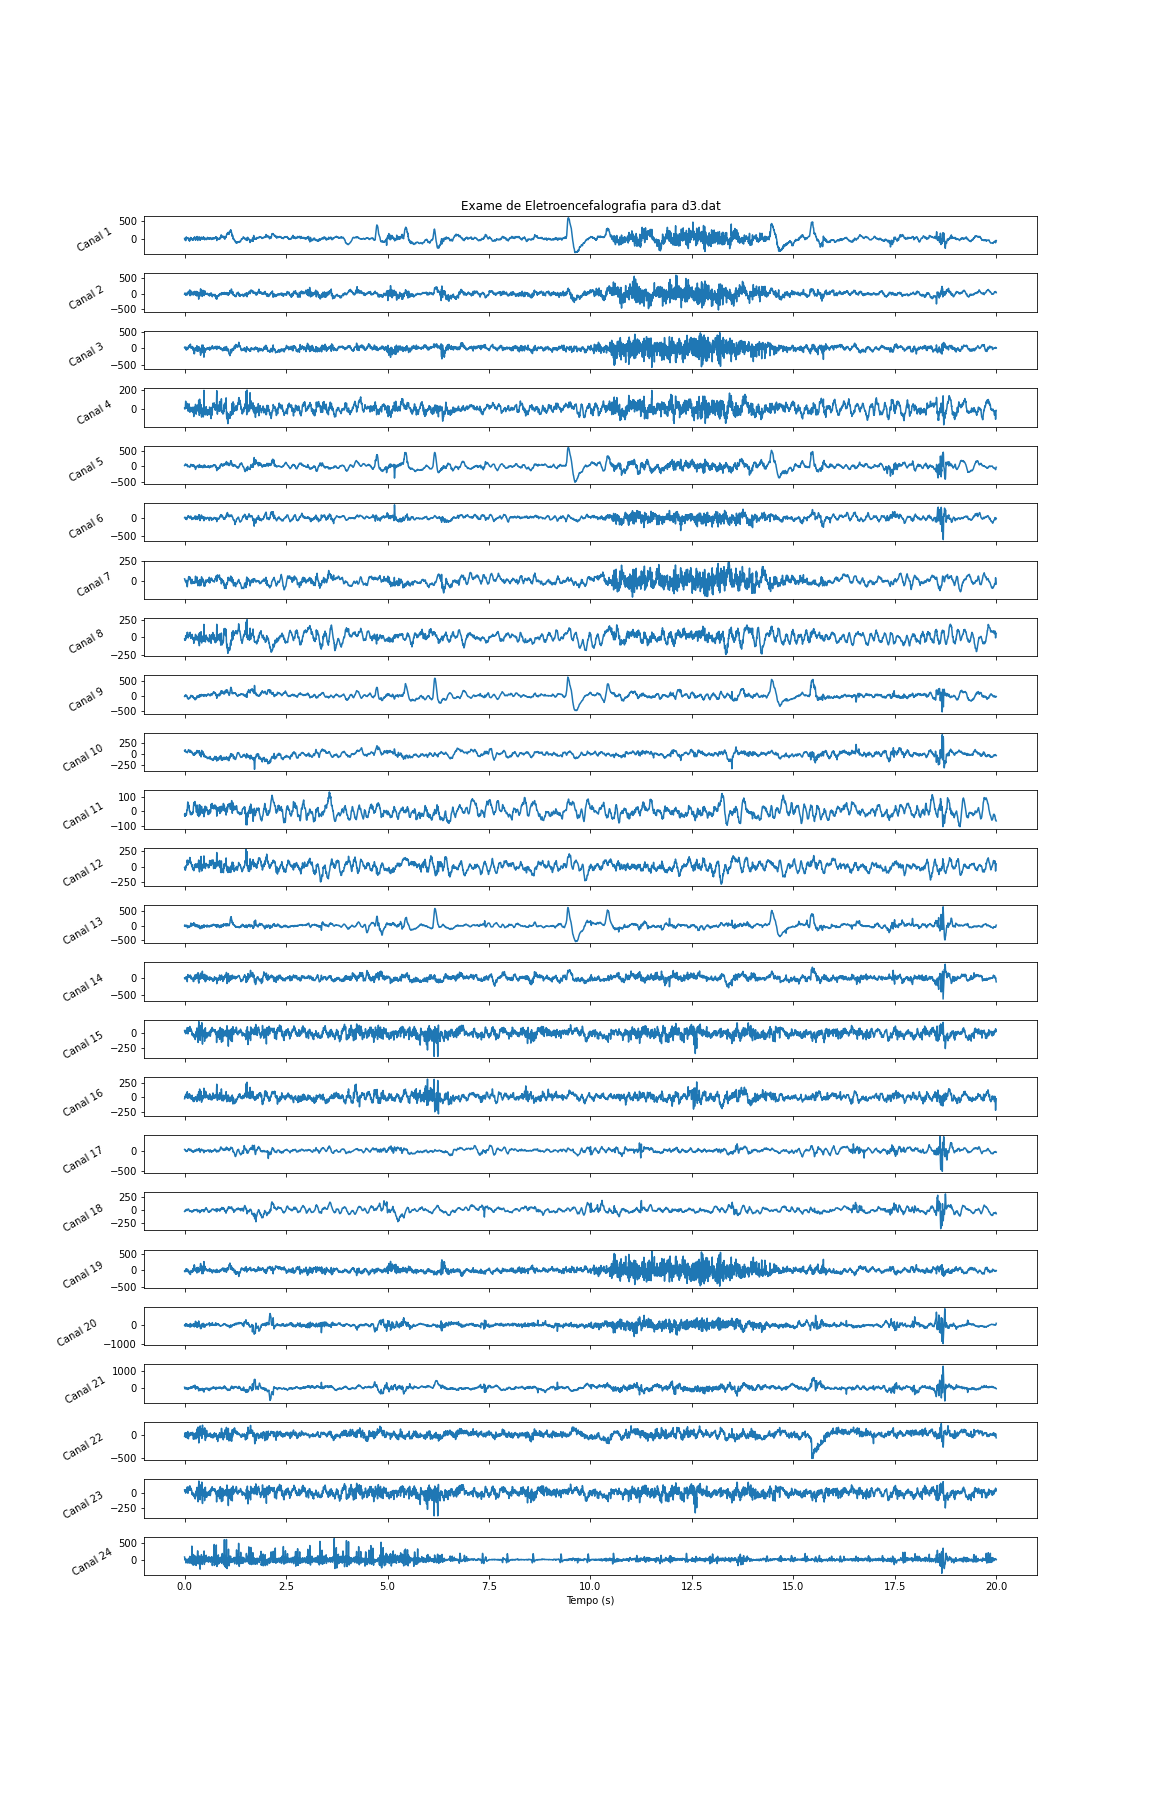 Exame de Eletroencefalografia para d3.dat
Canal 1
500
0
Canal 2
500
0
−500
Canal 3
500
0
−500
Canal 4
200
0
Canal 5
500
0
−500
Canal 6
0
−500
Canal 7
250
0
Canal 8
250
0
−250
Canal 9
500
0
−500
Canal 10
250
0
−250
Canal 11
100
0
−100
Canal 12
250
0
−250
Canal 13
500
0
−500
Canal 14
0
−500
Canal 15
0
−250
Canal 16
250
0
−250
Canal 17
0
−500
Canal 18
250
0
−250
Canal 19
500
0
−500
Canal 20
0
−1000
Canal 21
1000
0
Canal 22
0
−500
Canal 23
0
−250
Canal 24
500
0
0.0 2.5 5.0 7.5 10.0 12.5 15.0 17.5 20.0
Tempo (s)